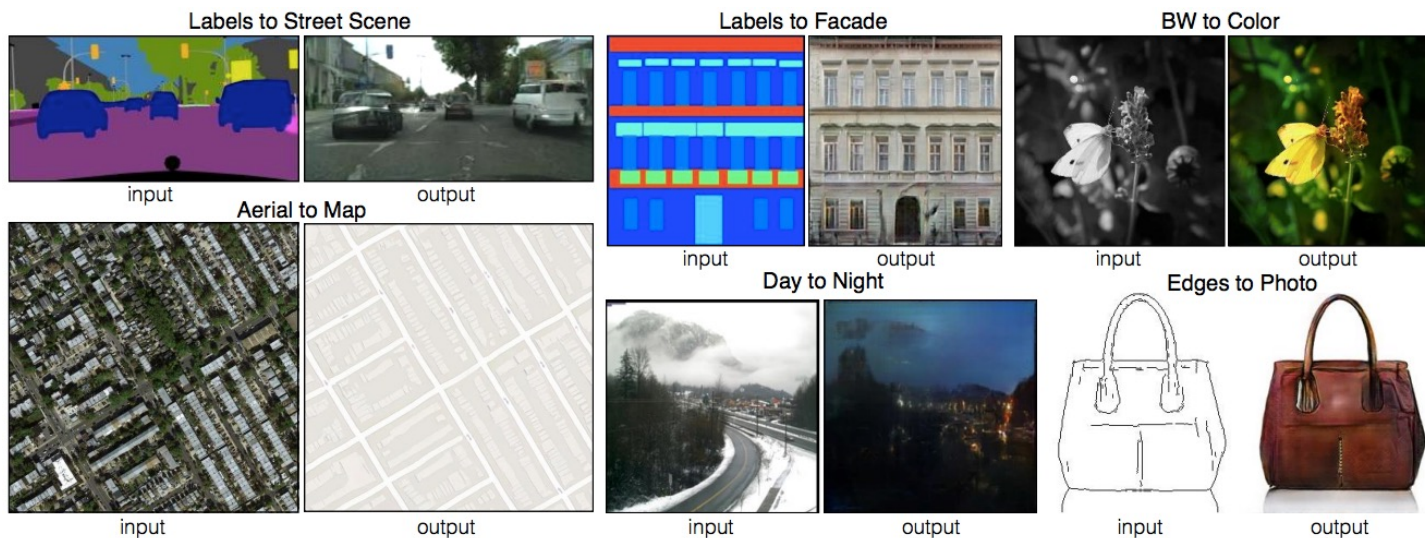 Labels to Street Scene
input
output
Aerial to Map
input
output
Labels to Facade
input
output
BW to Color
input
output
Day to Night
input
output
Edges to Photo
input
output